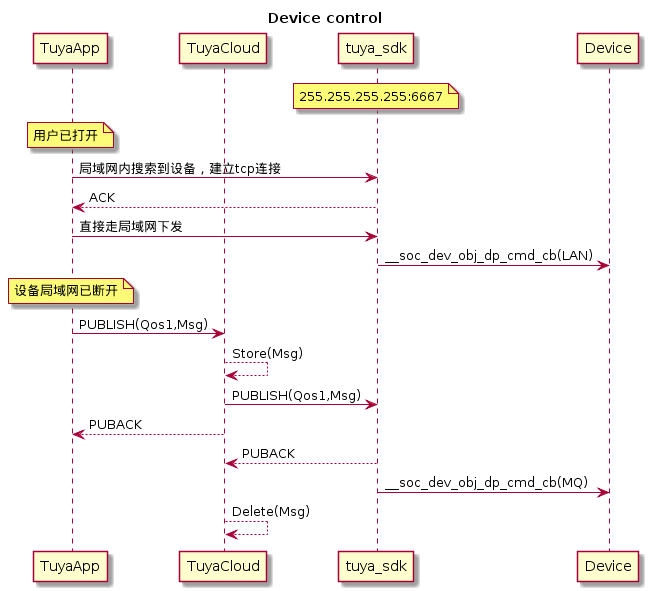 Device control
TuyaApp
TuyaCloud
tuya_sdk
Device
255.255.255.255:6667
用户已打开
局域网内搜索到设备，建立tcp连接
ACK
直接走局域网下发
__soc_dev_obj_dp_cmd_cb(LAN)
设备局域网已断开
PUBLISH(Qos1,Msg)
Store(Msg)
PUBLISH(Qos1,Msg)
PUBACK
PUBACK
__soc_dev_obj_dp_cmd_cb(MQ)
Delete(Msg)
TuyaApp
TuyaCloud
tuya_sdk
Device